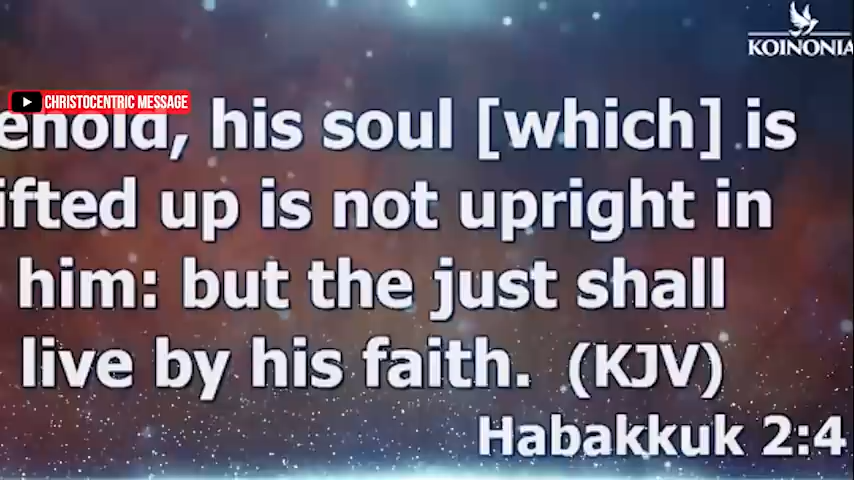 KOINONIA
CHRISTOCENTRIC MESSAGE
ehold, his soul [which] is
ifted up is not upright in
him: but the just shall
live by his faith. (KJV)
Habakkuk 2:4